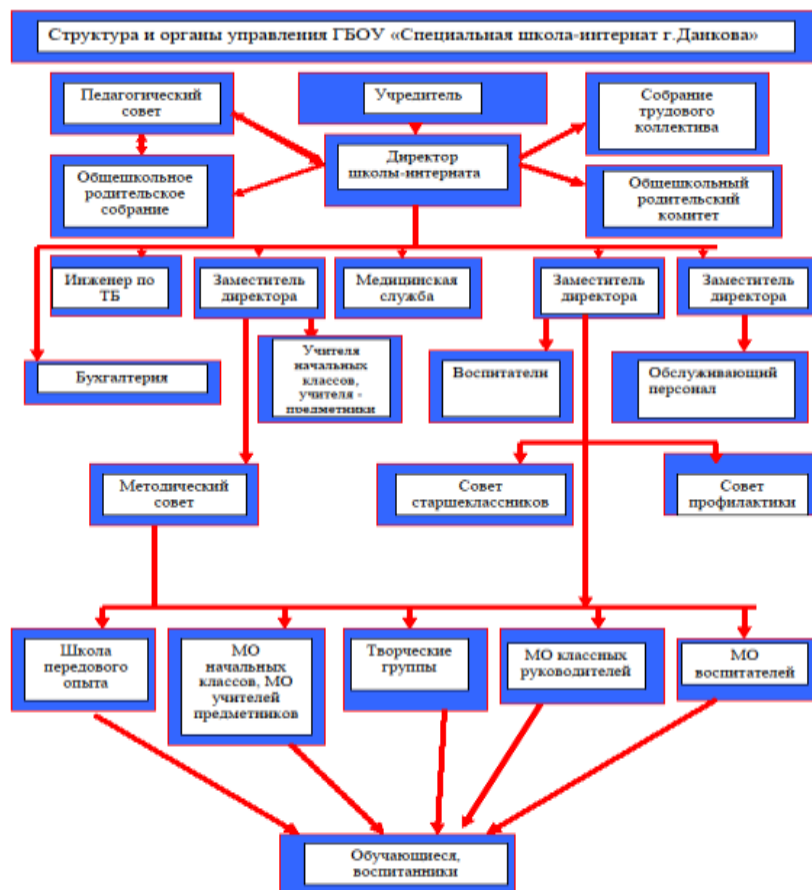 Структура и органы управления ГБОУ «Специальная школа-интернат г.Данкова»
Педагогический
совет
Учредитель
Собрание
трудового
коллектива
Директор
школы-интерната
Общешкольное
родительское
собрание
Общешкольный
родительский
комитет
Инженер по
ТБ
Заместитель
директора
Медицинская
служба
Заместитель
директора
Заместитель
директора
Бухгалтерия
Учителя
начальных
классов,
учителя -
предметники
Воспитатели
Обслуживающий
персонал
Методический
совет
Совет
старшеклассников
Совет
профилактики
Школа
передового
опыта
МО
начальных
классов, МО
учителей
предметников
Творческие
группы
МО классных
руководителей
МО
воспитателей
Обучающиеся,
воспитанники